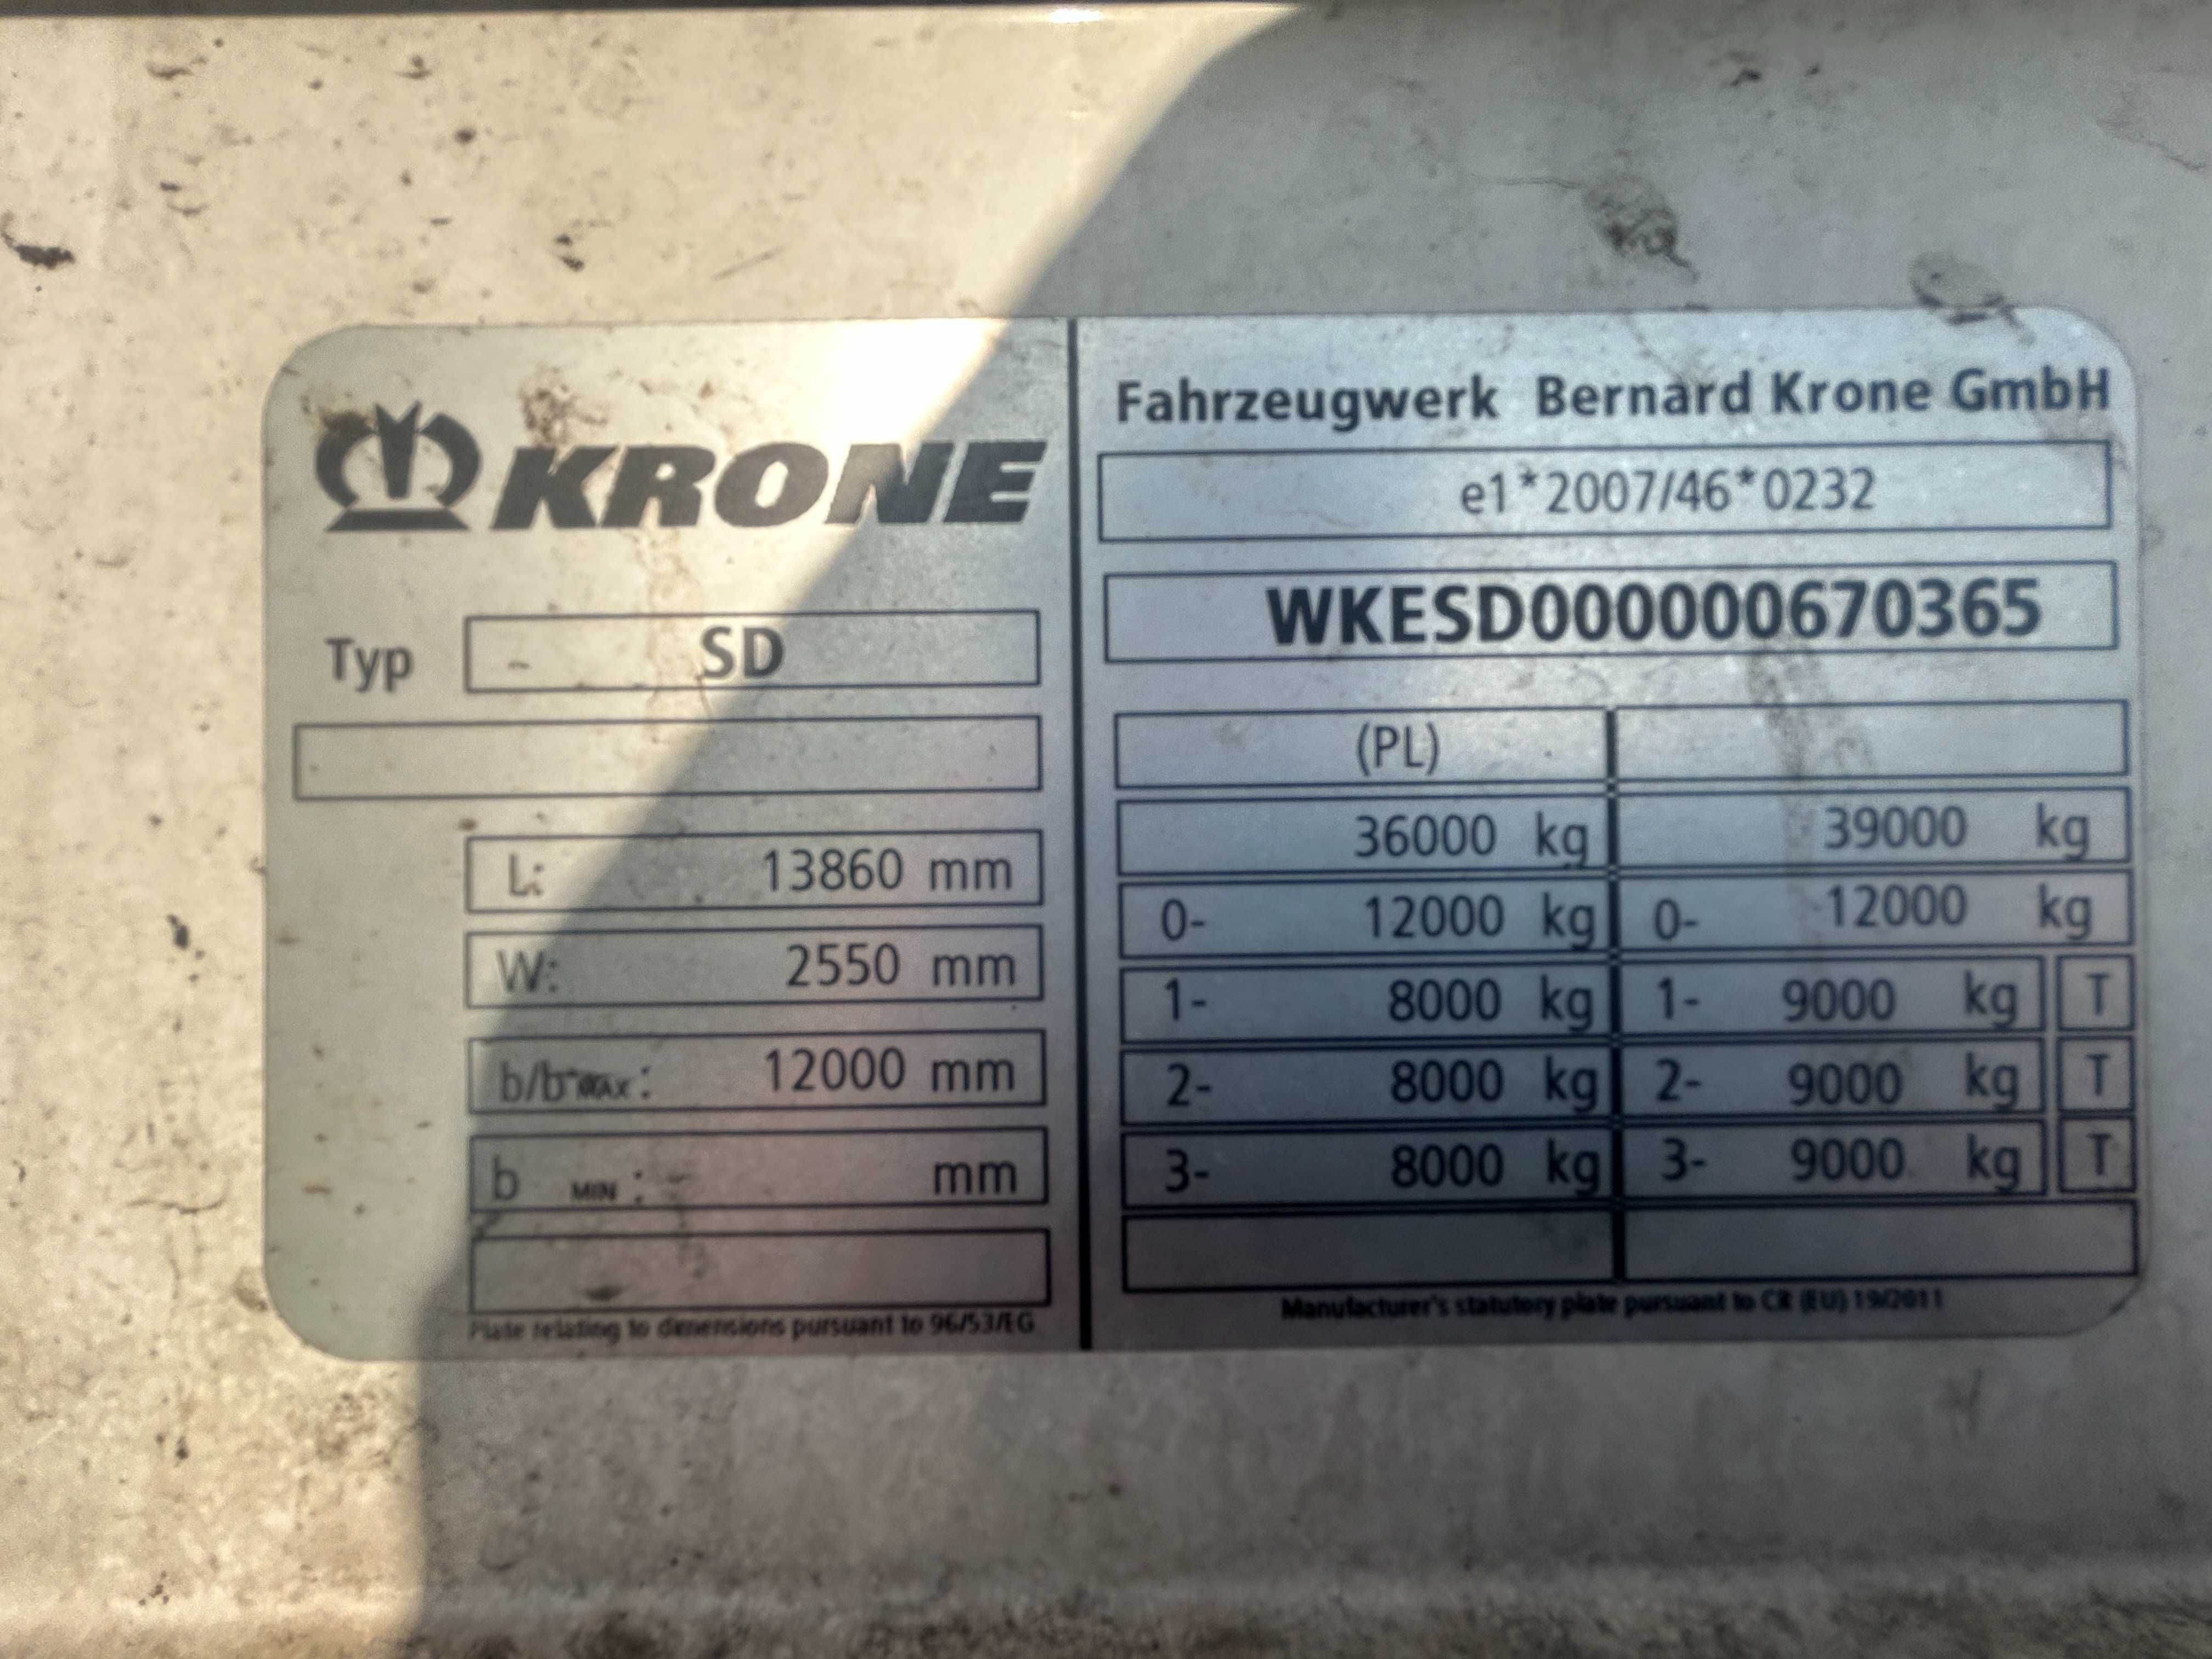 KRONE
Typ SD
L: 13860 mm
W: 2550 mm
b/b MAX: 12000 mm
b MIN: mm
Plate relating to dimensions pursuant to 96/53/EG
Fahrzeugwerk Bernard Krone GmbH
e1*2007/46*0232
WKESD000000670365
(PL)
36000 kg 39000 kg
0- 12000 kg 0- 12000 kg
1- 8000 kg 1- 9000 kg T
2- 8000 kg 2- 9000 kg T
3- 8000 kg 3- 9000 kg T
Manufacturer's statutory plate pursuant to CR (EU) 19/2011